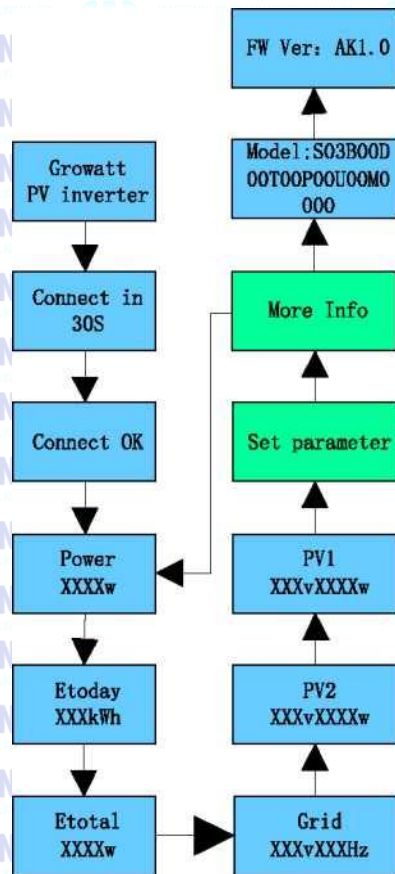 Growatt
PV inverter
Connect in
30S
Connect OK
Power
XXXXw
Etoday
XXXkWh
Etotal
XXXXw
Grid
XXXvXXXHz
PV2
XXXvXXXXw
PV1
XXXvXXXXw
Set parameter
More Info
Model:S03B00D
00T00P00U00M0
000
FW Ver: AK1.0